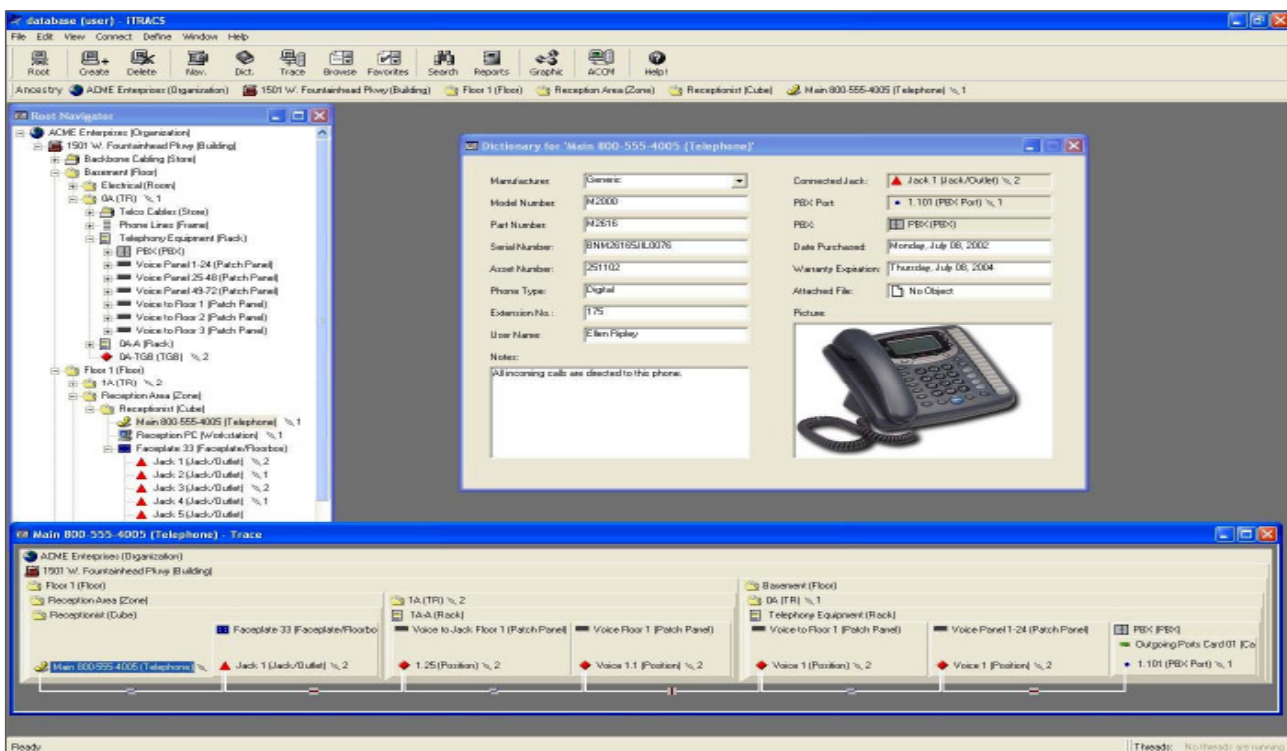 database (user) - iTRACS
File Edit View Connect Define Window Help
Root Create Delete Nav. Dict. Trace Browse Favorites Search Reports Graphic ACOM Help!
Ancestry ACME Enterprises (Organization) 1501 W. Fountainhead Pkwy (Building) Floor 1 (Floor) Reception Area (Zone) Receptionist (Cube) Main 800-555-4005 (Telephone) 1
Root Navigator
ACME Enterprises (Organization)
1501 W. Fountainhead Pkwy (Building)
Backbone Cabling (Store)
Basement (Floor)
Electrical (Room)
0A (TR) 1
Telco Cables (Store)
Phone Lines (Frame)
Telephony Equipment (Rack)
PBX (PBX)
Voice Panel 1-24 (Patch Panel)
Voice Panel 25-48 (Patch Panel)
Voice Panel 49-72 (Patch Panel)
Voice to Floor 1 (Patch Panel)
Voice to Floor 2 (Patch Panel)
Voice to Floor 3 (Patch Panel)
0A-A (Rack)
0A-TGB (TGB) 2
Floor 1 (Floor)
1A (TR) 2
Reception Area (Zone)
Receptionist (Cube)
Main 800-555-4005 (Telephone) 1
Reception PC (Workstation) 1
Faceplate 33 (Faceplate/Floorbox)
Jack 1 (Jack/Outlet) 2
Jack 2 (Jack/Outlet) 1
Jack 3 (Jack/Outlet) 2
Jack 4 (Jack/Outlet) 1
Jack 5 (Jack/Outlet)
Dictionary for 'Main 800-555-4005 (Telephone)'
Manufacturer: Generic
Model Number: M2000
Part Number: M2616
Serial Number: BNM26165JIL0076
Asset Number: 251102
Phone Type: Digital
Extension No.: 175
User Name: Ellen Ripley
Notes:
All incoming calls are directed to this phone.
Connected Jack: Jack 1 (Jack/Outlet) 2
PBX Port: 1.101 (PBX Port) 1
PBX: PBX (PBX)
Date Purchased: Monday, July 08, 2002
Warranty Expiration: Thursday, July 08, 2004
Attached File: No Object
Picture:
Main 800-555-4005 (Telephone) - Trace
ACME Enterprises (Organization)
1501 W. Fountainhead Pkwy (Building)
Floor 1 (Floor) Basement (Floor)
Reception Area (Zone) 1A (TR) 2 0A (TR) 1
Receptionist (Cube) 1A-A (Rack) Telephony Equipment (Rack)
Faceplate 33 (Faceplate/Floorbo Voice to Jack Floor 1 (Patch Panel) Voice Floor 1 (Patch Panel) Voice to Floor 1 (Patch Panel) Voice Panel 1-24 (Patch Panel) PBX (PBX)
Outgoing Ports Card 01 (Ca
Main 800-555-4005 (Telephone) Jack 1 (Jack/Outlet) 2 1.25 (Position) 2 Voice 1.1 (Position) 2 Voice 1 (Position) 2 Voice 1 (Position) 2 1.101 (PBX Port) 1
Ready Threads: No threads are running